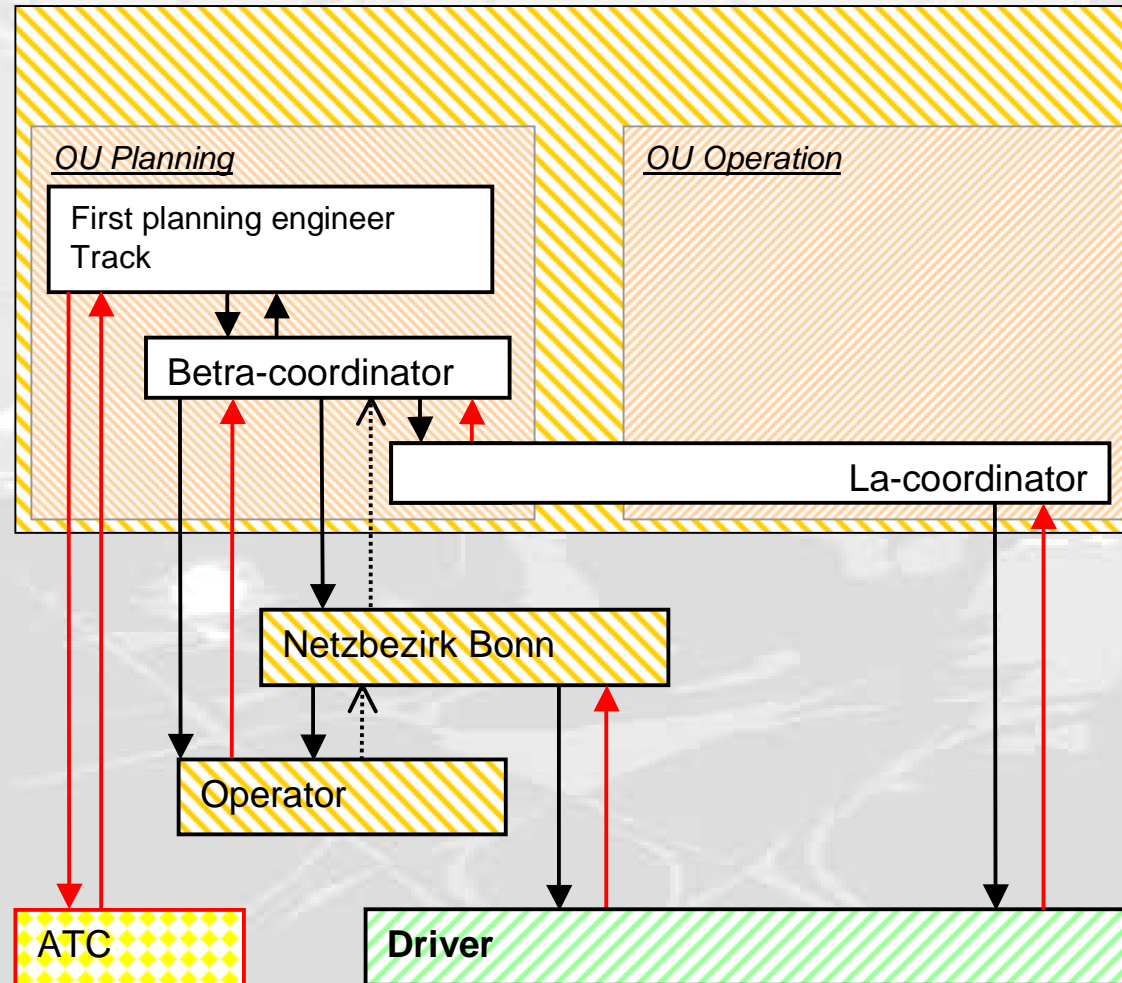 OU Planning
OU Operation
First planning engineer
Track
Betra-coordinator
La-coordinator
Netzbezirk Bonn
Operator
ATC
Driver